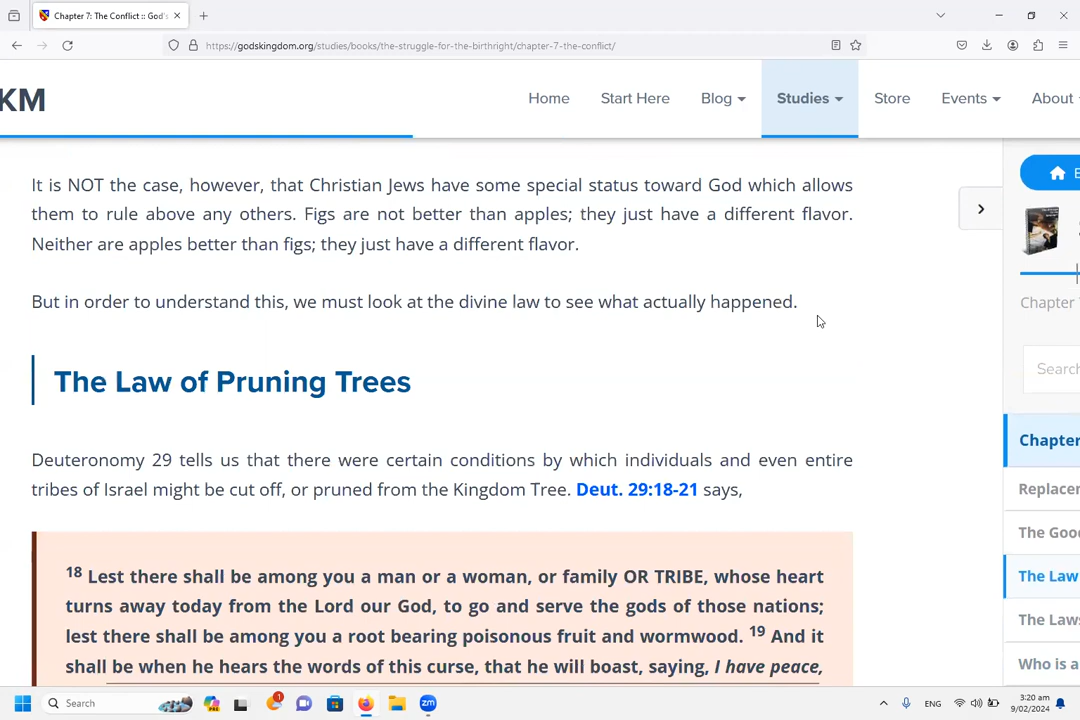 Chapter 7: The Conflict :: God's
https://godskingdom.org/studies/books/the-struggle-for-the-birthright/chapter-7-the-conflict/
KM
Home Start Here Blog Studies Store Events About
It is NOT the case, however, that Christian Jews have some special status toward God which allows
them to rule above any others. Figs are not better than apples; they just have a different flavor.
Neither are apples better than figs; they just have a different flavor.
But in order to understand this, we must look at the divine law to see what actually happened.
The Law of Pruning Trees
Deuteronomy 29 tells us that there were certain conditions by which individuals and even entire
tribes of Israel might be cut off, or pruned from the Kingdom Tree. Deut. 29:18-21 says,
18 Lest there shall be among you a man or a woman, or family OR TRIBE, whose heart
turns away today from the Lord our God, to go and serve the gods of those nations;
lest there shall be among you a root bearing poisonous fruit and wormwood. 19 And it
shall be when he hears the words of this curse, that he will boast, saying, I have peace,
Chapter
Search
Chapter
Replacem
The Good
The Law
The Laws
Who is a
Search
ENG
3:20 am
9/02/2024